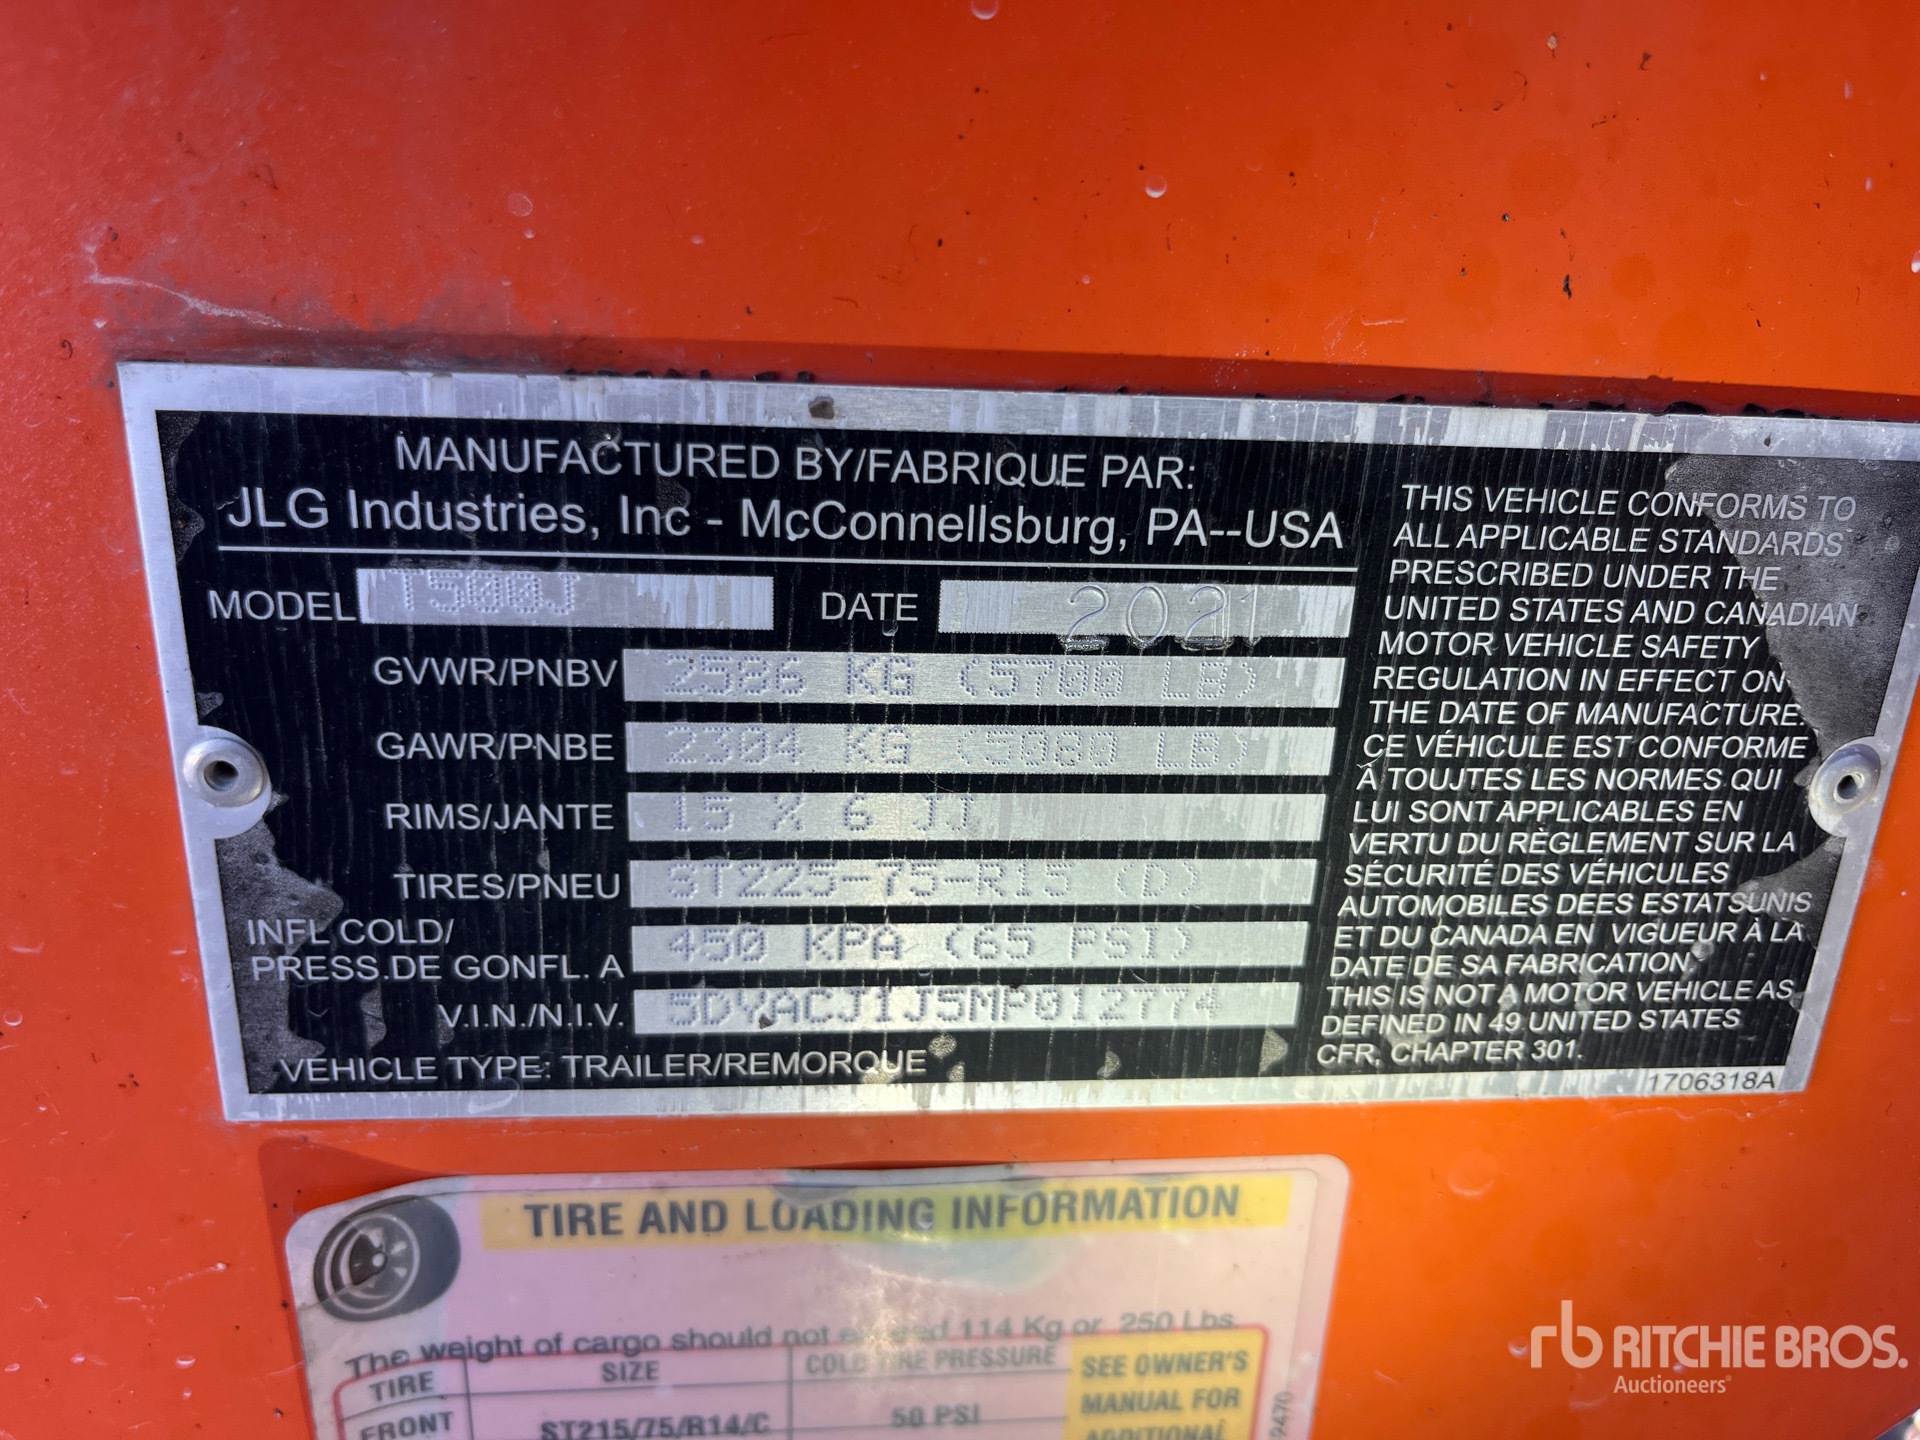 MANUFACTURED BY/FABRIQUE PAR:
JLG Industries, Inc - McConnellsburg, PA--USA
MODEL T500J DATE 2021
GVWR/PNBV 2586 KG (5700 LB)
GAWR/PNBE 2304 KG (5080 LB)
RIMS/JANTE 15 X 6 JJ
TIRES/PNEU ST225-75-R15 (D)
INFL COLD/
PRESS.DE GONFL. A 450 KPA (65 PSI)
V.I.N./N.I.V. 5DYACJ1J5MP012774
VEHICLE TYPE: TRAILER/REMORQUE
THIS VEHICLE CONFORMS TO
ALL APPLICABLE STANDARDS
PRESCRIBED UNDER THE
UNITED STATES AND CANADIAN
MOTOR VEHICLE SAFETY
REGULATION IN EFFECT ON
THE DATE OF MANUFACTURE.
CE VÉHICULE EST CONFORME
À TOUJTES LES NORMES QUI
LUI SONT APPLICABLES EN
VERTU DU RÈGLEMENT SUR LA
SÉCURITÉ DES VÉHICULES
AUTOMOBILES DEES ESTATSUNIS
ET DU CANADA EN VIGUEUR À LA
DATE DE SA FABRICATION.
THIS IS NOT A MOTOR VEHICLE AS
DEFINED IN 49 UNITED STATES
CFR, CHAPTER 301.
1706318A
TIRE AND LOADING INFORMATION
The weight of cargo should not exceed 114 Kg or 250 Lbs.
TIRE SIZE COLD TIRE PRESSURE SEE OWNER'S
MANUAL FOR
ADDITIONAL
FRONT ST215/75/R14/C 50 PSI
rb RITCHIE BROS.
Auctioneers